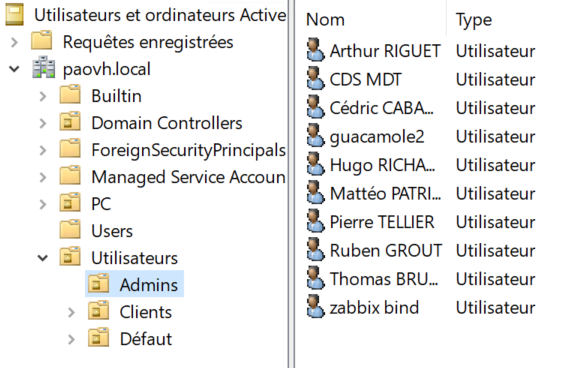 Utilisateurs et ordinateurs Active
Requêtes enregistrées
paovh.local
Builtin
Domain Controllers
ForeignSecurityPrincipals
Managed Service Accoun
PC
Users
Utilisateurs
Admins
Clients
Défaut
Nom Type
Arthur RIGUET Utilisateur
CDS MDT Utilisateur
Cédric CABA... Utilisateur
guacamole2 Utilisateur
Hugo RICHA... Utilisateur
Mattéo PATRI... Utilisateur
Pierre TELLIER Utilisateur
Ruben GROUT Utilisateur
Thomas BRU... Utilisateur
zabbix bind Utilisateur